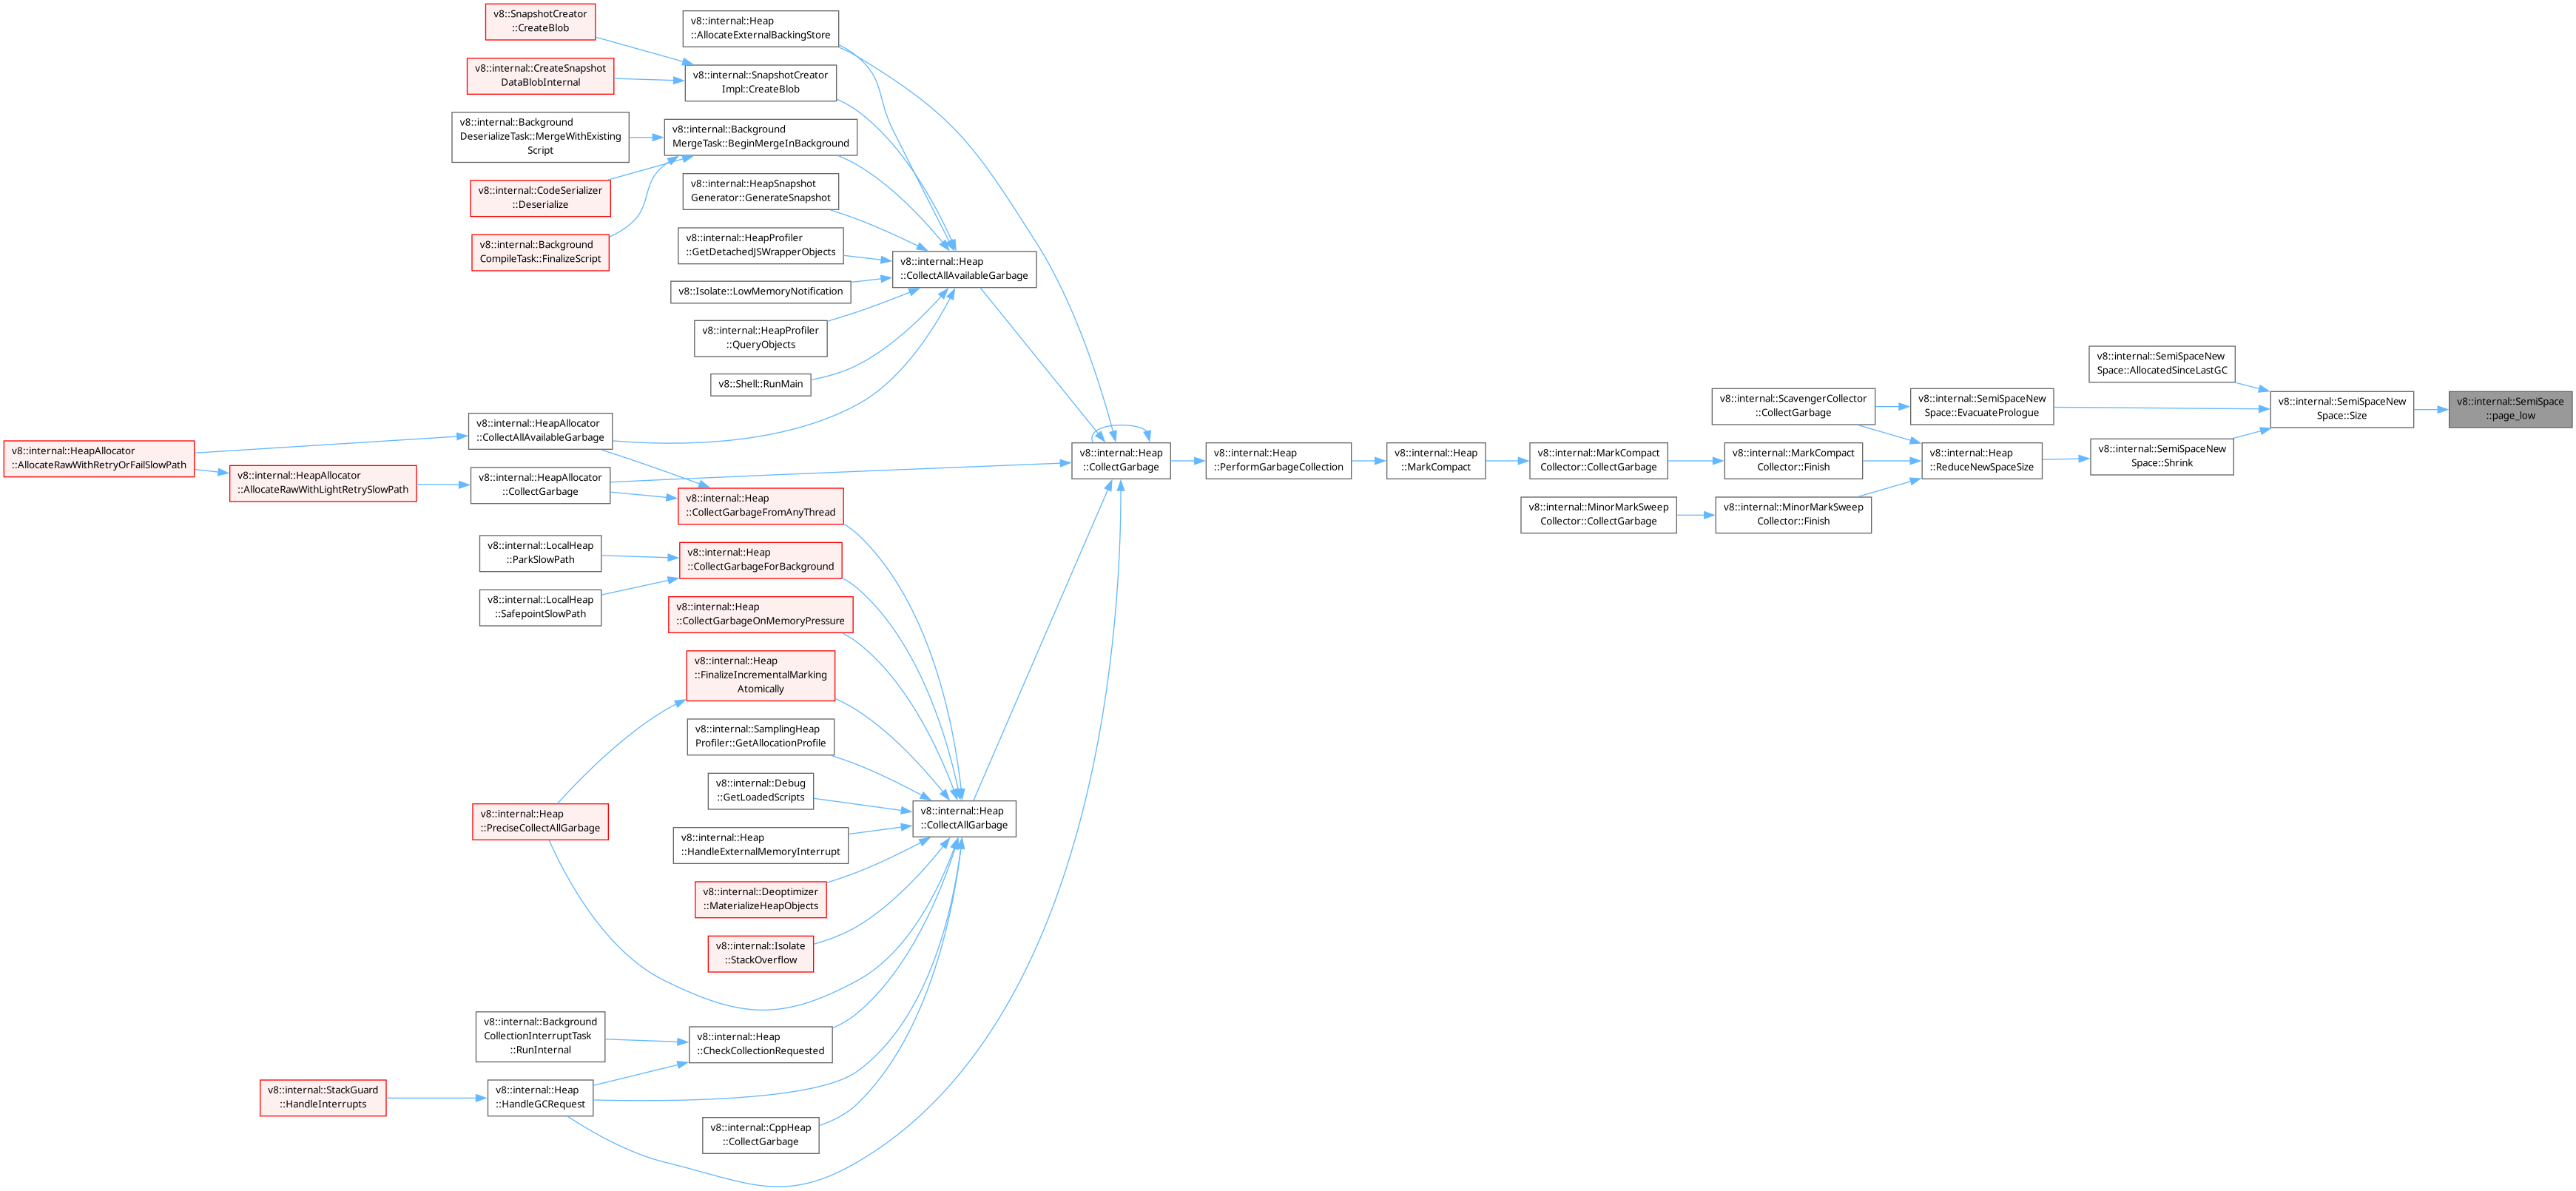 v8::SnapshotCreator
::CreateBlob
v8::internal::CreateSnapshot
DataBlobInternal
v8::internal::Background
DeserializeTask::MergeWithExisting
Script
v8::internal::CodeSerializer
::Deserialize
v8::internal::Background
CompileTask::FinalizeScript
v8::internal::Heap
::AllocateExternalBackingStore
v8::internal::SnapshotCreator
Impl::CreateBlob
v8::internal::Background
MergeTask::BeginMergeInBackground
v8::internal::HeapSnapshot
Generator::GenerateSnapshot
v8::internal::HeapProfiler
::GetDetachedJSWrapperObjects
v8::Isolate::LowMemoryNotification
v8::internal::HeapProfiler
::QueryObjects
v8::Shell::RunMain
v8::internal::Heap
::CollectAllAvailableGarbage
v8::internal::HeapAllocator
::AllocateRawWithRetryOrFailSlowPath
v8::internal::HeapAllocator
::AllocateRawWithLightRetrySlowPath
v8::internal::HeapAllocator
::CollectAllAvailableGarbage
v8::internal::HeapAllocator
::CollectGarbage
v8::internal::Heap
::CollectGarbageFromAnyThread
v8::internal::LocalHeap
::ParkSlowPath
v8::internal::LocalHeap
::SafepointSlowPath
v8::internal::Heap
::CollectGarbageForBackground
v8::internal::Heap
::CollectGarbageOnMemoryPressure
v8::internal::Heap
::FinalizeIncrementalMarking
Atomically
v8::internal::SamplingHeap
Profiler::GetAllocationProfile
v8::internal::Debug
::GetLoadedScripts
v8::internal::Heap
::PreciseCollectAllGarbage
v8::internal::Heap
::HandleExternalMemoryInterrupt
v8::internal::Deoptimizer
::MaterializeHeapObjects
v8::internal::Isolate
::StackOverflow
v8::internal::Heap
::CollectAllGarbage
v8::internal::Background
CollectionInterruptTask
::RunInternal
v8::internal::Heap
::CheckCollectionRequested
v8::internal::StackGuard
::HandleInterrupts
v8::internal::Heap
::HandleGCRequest
v8::internal::CppHeap
::CollectGarbage
v8::internal::Heap
::CollectGarbage
v8::internal::Heap
::PerformGarbageCollection
v8::internal::Heap
::MarkCompact
v8::internal::MarkCompact
Collector::CollectGarbage
v8::internal::MinorMarkSweep
Collector::CollectGarbage
v8::internal::ScavengerCollector
::CollectGarbage
v8::internal::MarkCompact
Collector::Finish
v8::internal::MinorMarkSweep
Collector::Finish
v8::internal::SemiSpaceNew
Space::EvacuatePrologue
v8::internal::Heap
::ReduceNewSpaceSize
v8::internal::SemiSpaceNew
Space::AllocatedSinceLastGC
v8::internal::SemiSpaceNew
Space::Shrink
v8::internal::SemiSpaceNew
Space::Size
v8::internal::SemiSpace
::page_low